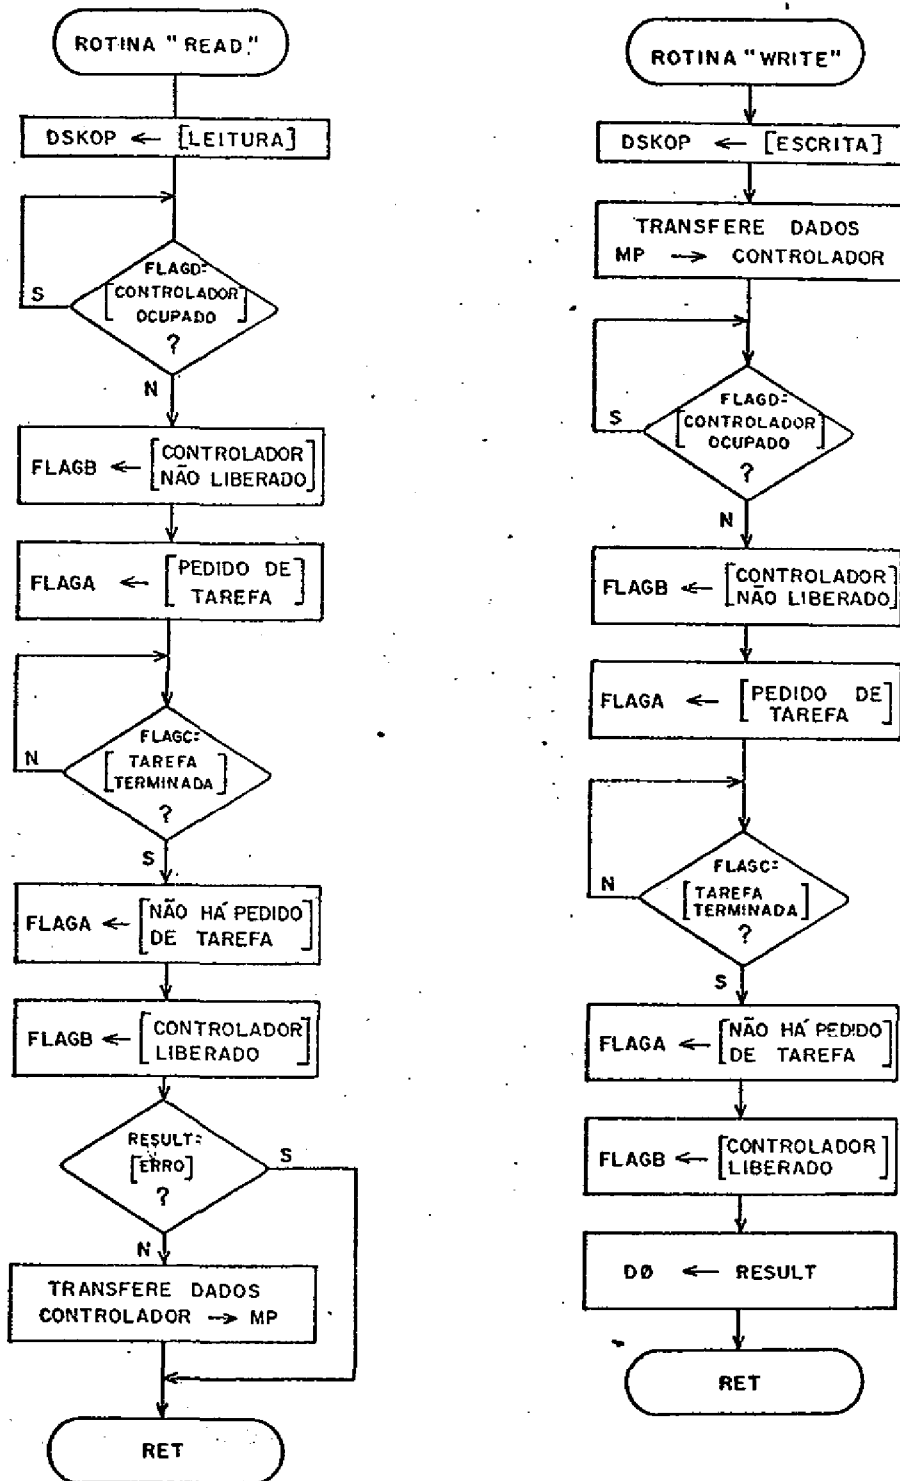 ROTINA "READ."
DSKOP ← [LEITURA]
FLAGD=
[CONTROLADOR
OCUPADO]
?
S
N
FLAGB ← [CONTROLADOR
NÃO LIBERADO]
FLAGA ← [PEDIDO DE
TAREFA]
FLAGC=
[TAREFA
TERMINADA]
?
N
S
FLAGA ← [NÃO HÁ PEDIDO
DE TAREFA]
FLAGB ← [CONTROLADOR
LIBERADO]
RESULT=
[ERRO]
?
S
N
TRANSFERE DADOS
CONTROLADOR → MP
RET
ROTINA "WRITE"
DSKOP ← [ESCRITA]
TRANSFERE DADOS
MP → CONTROLADOR
FLAGD=
[CONTROLADOR
OCUPADO]
?
S
N
FLAGB ← [CONTROLADOR
NÃO LIBERADO]
FLAGA ← [PEDIDO DE
TAREFA]
FLASC=
[TAREFA
TERMINADA]
?
N
S
FLAGA ← [NÃO HÁ PEDIDO
DE TAREFA]
FLAGB ← [CONTROLADOR
LIBERADO]
DØ ← RESULT
RET